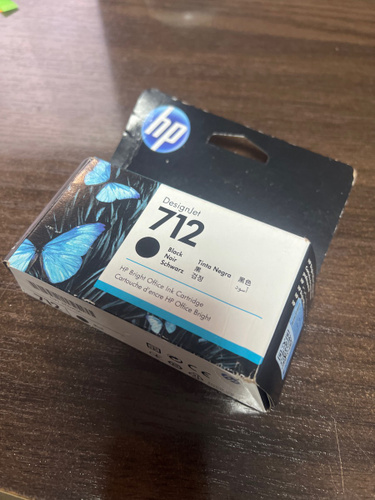 hp
DesignJet
712
Black
Noir
Schwarz
Tinta Negra
黑 黑色
검정 أسود
HP Bright Office Ink Cartridge
Cartouche d'encre HP Office Bright
712